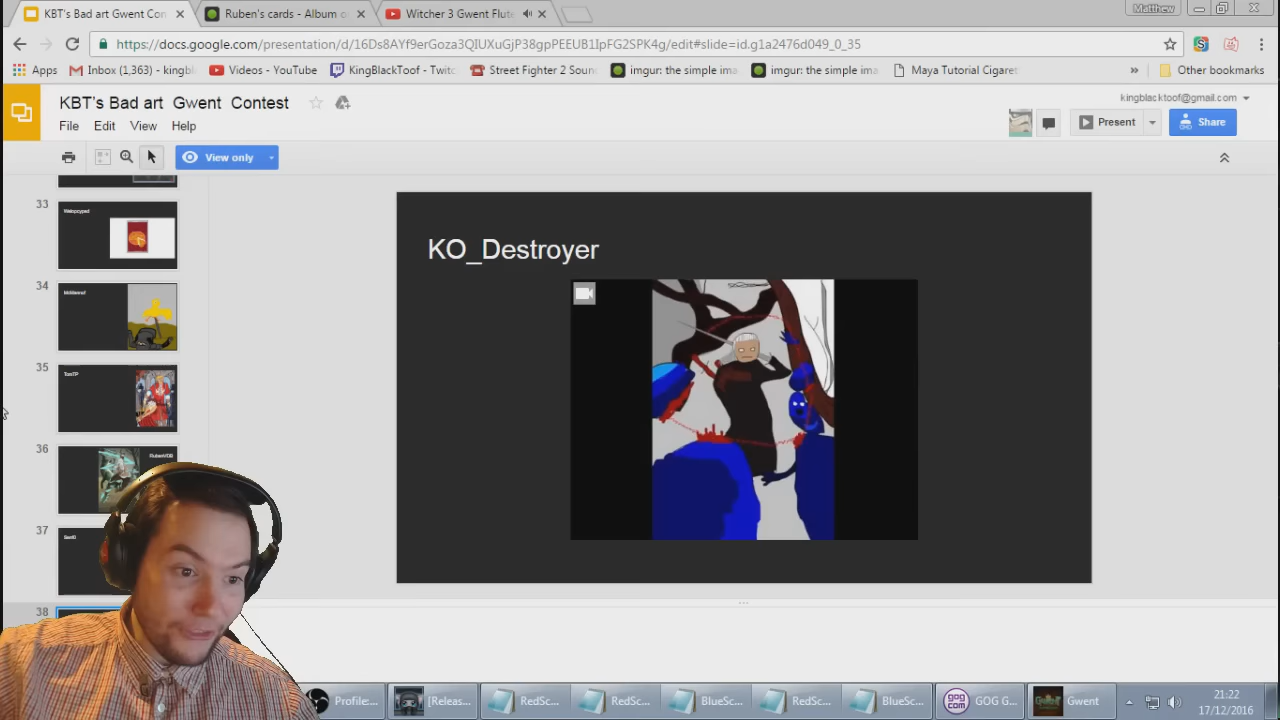 KBT's Bad art Gwent Con
Ruben's cards - Album o
Witcher 3 Gwent Flut
Matthew
https://docs.google.com/presentation/d/16Ds8AYf9erGoza3QIUXuGjP38gpPEEUB1IpFG2SPK4g/edit#slide=id.g1a2476d049_0_35
Apps
Inbox (1,363) - kingbl
Videos - YouTube
KingBlackToof - Twitc
Street Fighter 2 Soun
imgur: the simple ima
imgur: the simple ima
Maya Tutorial Cigaret
»
Other bookmarks
KBT's Bad art Gwent Contest
kingblacktoof@gmail.com
File Edit View Help
Present
Share
View only
33
34
35
TomTP
36
RubenVDB
37
38
KO_Destroyer
Profile:
[Releas
RedSc
RedSc
BlueSc
RedSc
BlueSc
gog com
GOG G...
Gwent
21:22
17/12/2016